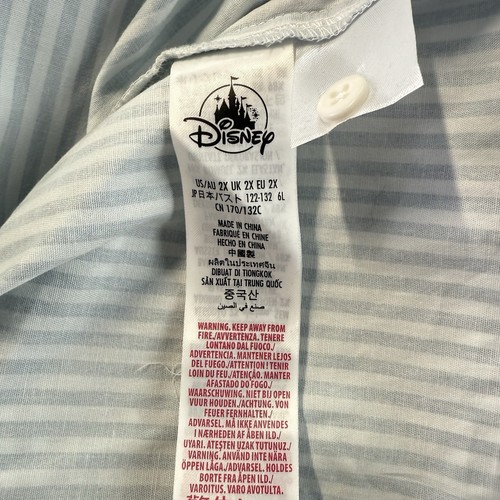 Disney
US/AU 2X UK 2X EU 2X
JP日本バスト 122-132 6L
CN 170/132C
MADE IN CHINA
FABRIQUÉ EN CHINE
HECHO EN CHINA
中國製
ผลิตในประเทศจีน
DIBUAT DI TIONGKOK
SẢN XUẤT TẠI TRUNG QUỐC
중국산
صنع في الصين
WARNING. KEEP AWAY FROM
FIRE./AVVERTENZA. TENERE
LONTANO DAL FUOCO./
ADVERTENCIA. MANTENER LEJOS
DEL FUEGO./ATTENTION! TENIR
LOIN DU FEU./ATENÇÃO. MANTER
AFASTADO DO FOGO./
WAARSCHUWING. NIET BIJ OPEN
VUUR HOUDEN./ACHTUNG. VON
FEUER FERNHALTEN./
ADVARSEL. MÅ IKKE ANVENDES
I NÆRHEDEN AF ÅBEN ILD./
UYARI. ATEŞTEN UZAK TUTUNUZ./
VARNING. ANVÄND INTE NÄRA
ÖPPEN LÅGA./ADVARSEL. HOLDES
BORTE FRA ÅPEN ILD./
VAROITUS. VARO AVOTULTA.